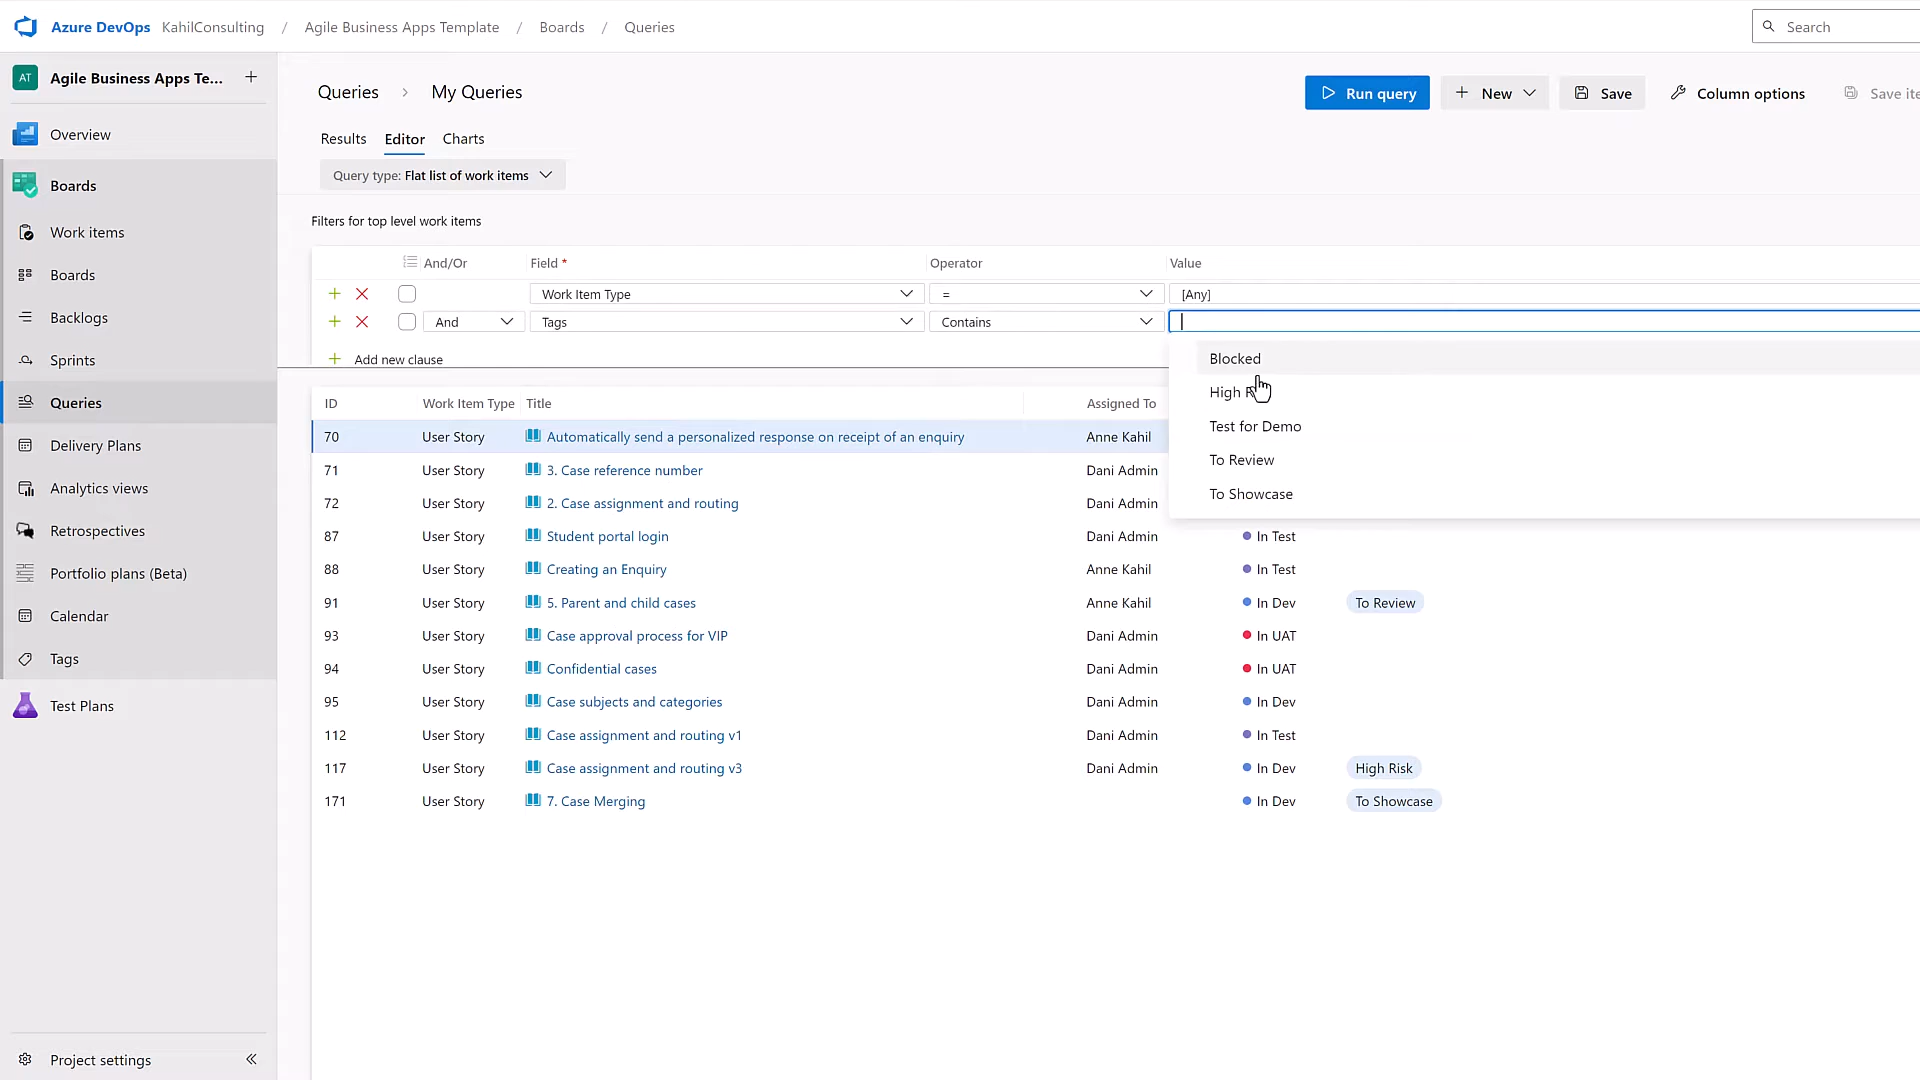 Azure DevOps KahilConsulting / Agile Business Apps Template / Boards / Queries Search
AT Agile Business Apps Te... +
Overview
Boards
Work items
Boards
Backlogs
Sprints
Queries
Delivery Plans
Analytics views
Retrospectives
Portfolio plans (Beta)
Calendar
Tags
Test Plans
Project settings
Queries > My Queries
Run query + New Save Column options Save ite
Results Editor Charts
Query type: Flat list of work items
Filters for top level work items
And/Or Field * Operator Value
Work Item Type = [Any]
And Tags Contains
+ Add new clause
Blocked
High
Test for Demo
To Review
To Showcase
ID Work Item Type Title Assigned To
70 User Story Automatically send a personalized response on receipt of an enquiry Anne Kahil
71 User Story 3. Case reference number Dani Admin
72 User Story 2. Case assignment and routing Dani Admin
87 User Story Student portal login Dani Admin In Test
88 User Story Creating an Enquiry Anne Kahil In Test
91 User Story 5. Parent and child cases Anne Kahil In Dev To Review
93 User Story Case approval process for VIP Dani Admin In UAT
94 User Story Confidential cases Dani Admin In UAT
95 User Story Case subjects and categories Dani Admin In Dev
112 User Story Case assignment and routing v1 Dani Admin In Test
117 User Story Case assignment and routing v3 Dani Admin In Dev High Risk
171 User Story 7. Case Merging In Dev To Showcase